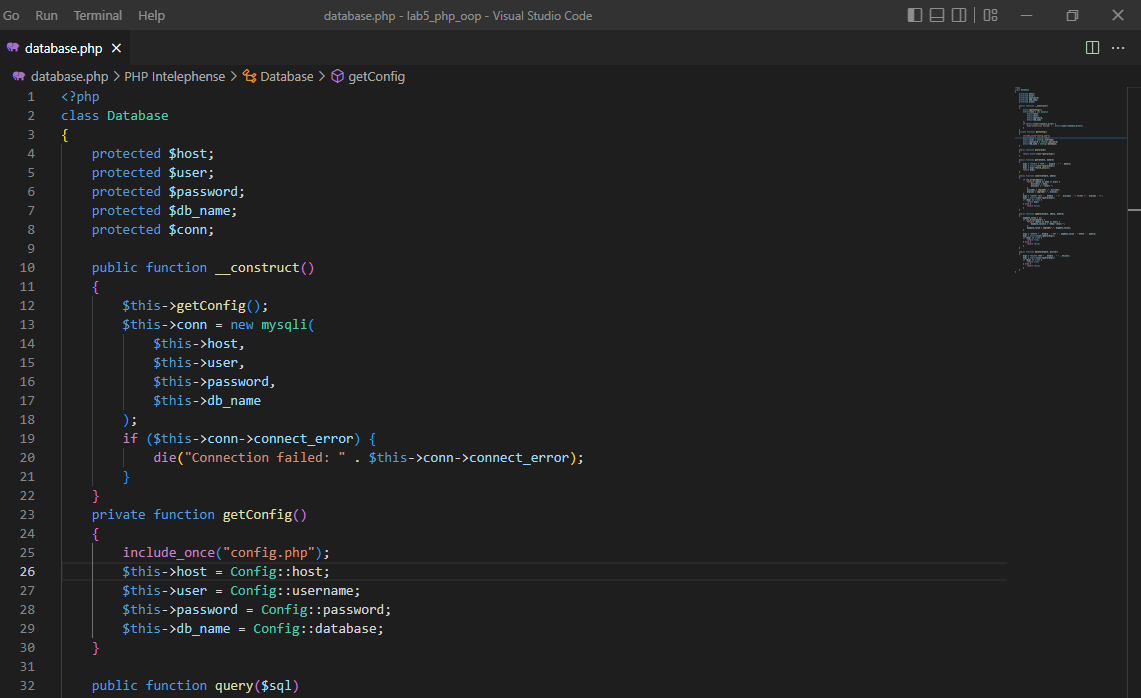 Go Run Terminal Help database.php - lab5_php_oop - Visual Studio Code
database.php
database.php > PHP Intelephense > Database > getConfig
1 <?php
2 class Database
3 {
4 protected $host;
5 protected $user;
6 protected $password;
7 protected $db_name;
8 protected $conn;
9
10 public function __construct()
11 {
12 $this->getConfig();
13 $this->conn = new mysqli(
14 $this->host,
15 $this->user,
16 $this->password,
17 $this->db_name
18 );
19 if ($this->conn->connect_error) {
20 die("Connection failed: " . $this->conn->connect_error);
21 }
22 }
23 private function getConfig()
24 {
25 include_once("config.php");
26 $this->host = Config::host;
27 $this->user = Config::username;
28 $this->password = Config::password;
29 $this->db_name = Config::database;
30 }
31
32 public function query($sql)